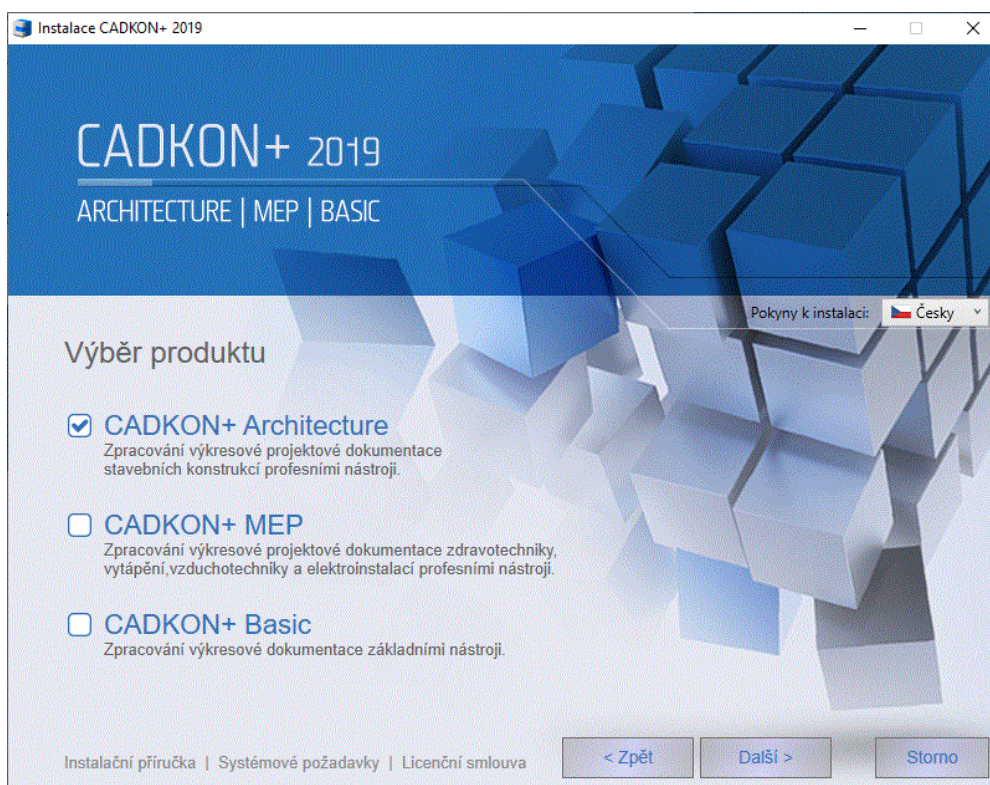 Instalace CADKON+ 2019
CADKON+ 2019
ARCHITECTURE | MEP | BASIC
Pokyny k instalaci: Česky
Výběr produktu
CADKON+ Architecture
Zpracování výkresové projektové dokumentace
stavebních konstrukcí profesními nástroji.
CADKON+ MEP
Zpracování výkresové projektové dokumentace zdravotechniky,
vytápění,vzduchotechniky a elektroinstalací profesními nástroji.
CADKON+ Basic
Zpracování výkresové dokumentace základními nástroji.
Instalační příručka | Systémové požadavky | Licenční smlouva
< Zpět Další > Storno